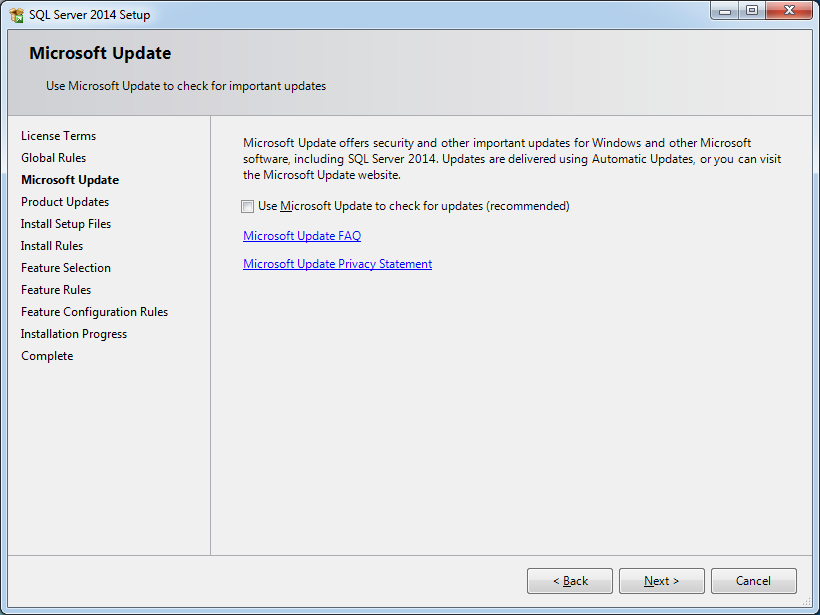 SQL Server 2014 Setup
Microsoft Update
Use Microsoft Update to check for important updates
License Terms
Global Rules
Microsoft Update
Product Updates
Install Setup Files
Install Rules
Feature Selection
Feature Rules
Feature Configuration Rules
Installation Progress
Complete
Microsoft Update offers security and other important updates for Windows and other Microsoft
software, including SQL Server 2014. Updates are delivered using Automatic Updates, or you can visit
the Microsoft Update website.
Use Microsoft Update to check for updates (recommended)
Microsoft Update FAQ
Microsoft Update Privacy Statement
< Back
Next >
Cancel